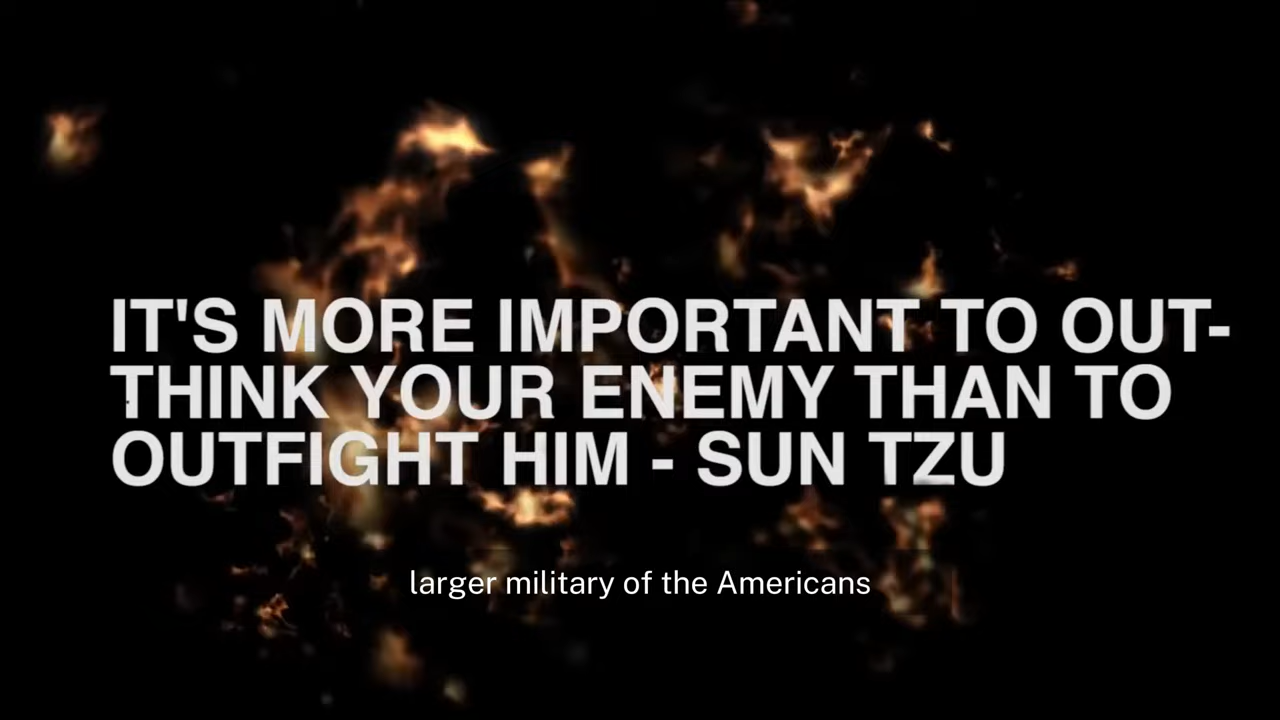 IT'S MORE IMPORTANT TO OUT-
THINK YOUR ENEMY THAN TO
OUTFIGHT HIM - SUN TZU
larger military of the Americans